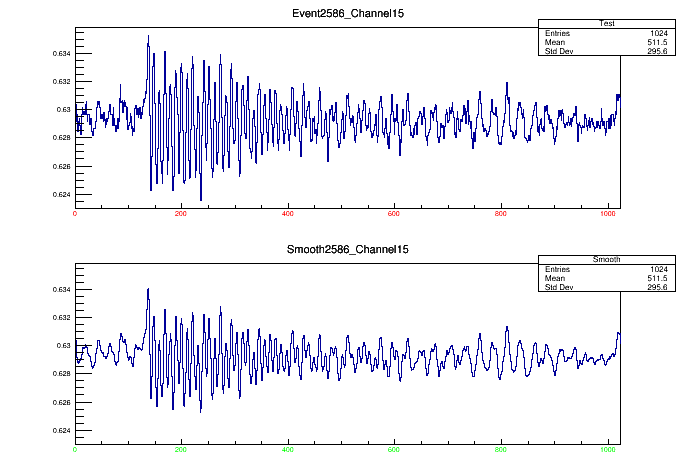 Event2586_Channel15
Test
Entries 1024
Mean 511.5
Std Dev 295.6
0.634
0.632
0.63
0.628
0.626
0.624
0 200 400 600 800 1000
Smooth2586_Channel15
Smooth
Entries 1024
Mean 511.5
Std Dev 295.6
0.634
0.632
0.63
0.628
0.626
0.624
0 200 400 600 800 1000